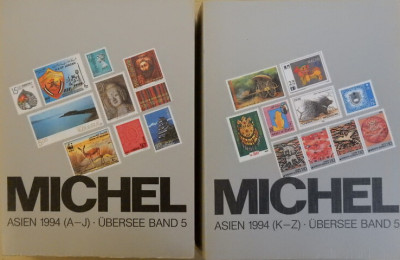 MICHEL
ASIEN 1994 (A–J) · ÜBERSEE BAND 5
MICHEL
ASIEN 1994 (K–Z) · ÜBERSEE BAND 5